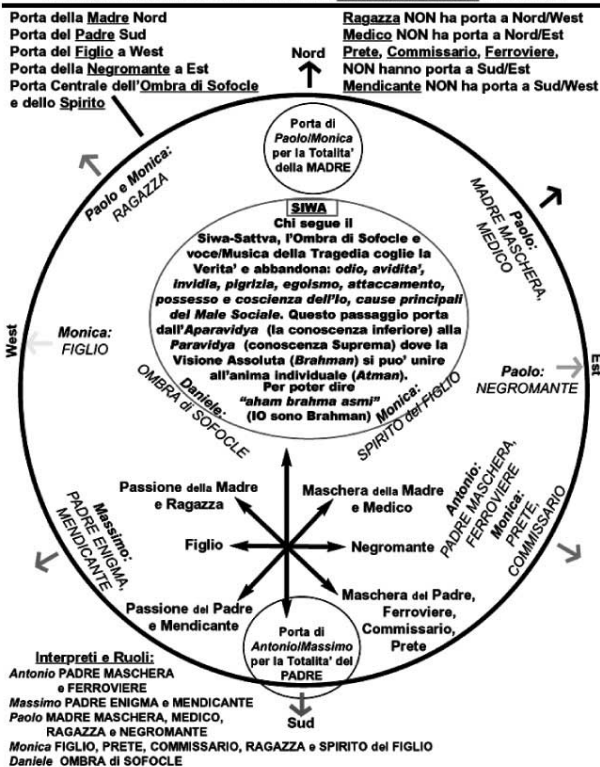 Porta della Madre Nord
Porta del Padre Sud
Porta del Figlio a West
Porta della Negromante a Est
Porta Centrale dell'Ombra di Sofocle
e dello Spirito
Ragazza NON ha porta a Nord/West
Medico NON ha porta a Nord/Est
Prete, Commissario, Ferroviere,
NON hanno porta a Sud/Est
Mendicante NON ha porta a Sud/West
Nord
Porta di
Paolo/Monica
per la Totalita'
della MADRE
Paolo e Monica:
RAGAZZA
Paolo:
MADRE MASCHERA,
MEDICO
SIWA
Chi segue il
Siwa-Sattva, l'Ombra di Sofocle e
voce/Musica della Tragedia coglie la
Verita' e abbandona: odio, avidita',
invidia, pigrizia, egoismo, attaccamento,
possesso e coscienza dell'Io, cause principali
del Male Sociale. Questo passaggio porta
dall'Aparavidya (la conoscenza inferiore) alla
Paravidya (conoscenza Suprema) dove la
Visione Assoluta (Brahman) si puo' unire
all'anima individuale (Atman).
Per poter dire
"aham brahma asmi"
(IO sono Brahman)
West
Monica:
FIGLIO
Est
Paolo:
NEGROMANTE
Daniele:
OMBRA di SOFOCLE
Monica:
SPIRITO del FIGLIO
Massimo:
PADRE ENIGMA,
MENDICANTE
Antonio:
PADRE MASCHERA,
FERROVIERE
Monica:
PRETE,
COMMISSARIO
Passione della Madre
e Ragazza
Maschera della Madre
e Medico
Figlio
Negromante
Passione del Padre
e Mendicante
Maschera del Padre,
Ferroviere,
Commissario,
Prete
Porta di
Antonio/Massimo
per la Totalita' del
PADRE
Sud
Interpreti e Ruoli:
Antonio PADRE MASCHERA
e FERROVIERE
Massimo PADRE ENIGMA e MENDICANTE
Paolo MADRE MASCHERA, MEDICO,
RAGAZZA e NEGROMANTE
Monica FIGLIO, PRETE, COMMISSARIO, RAGAZZA e SPIRITO del FIGLIO
Daniele OMBRA di SOFOCLE